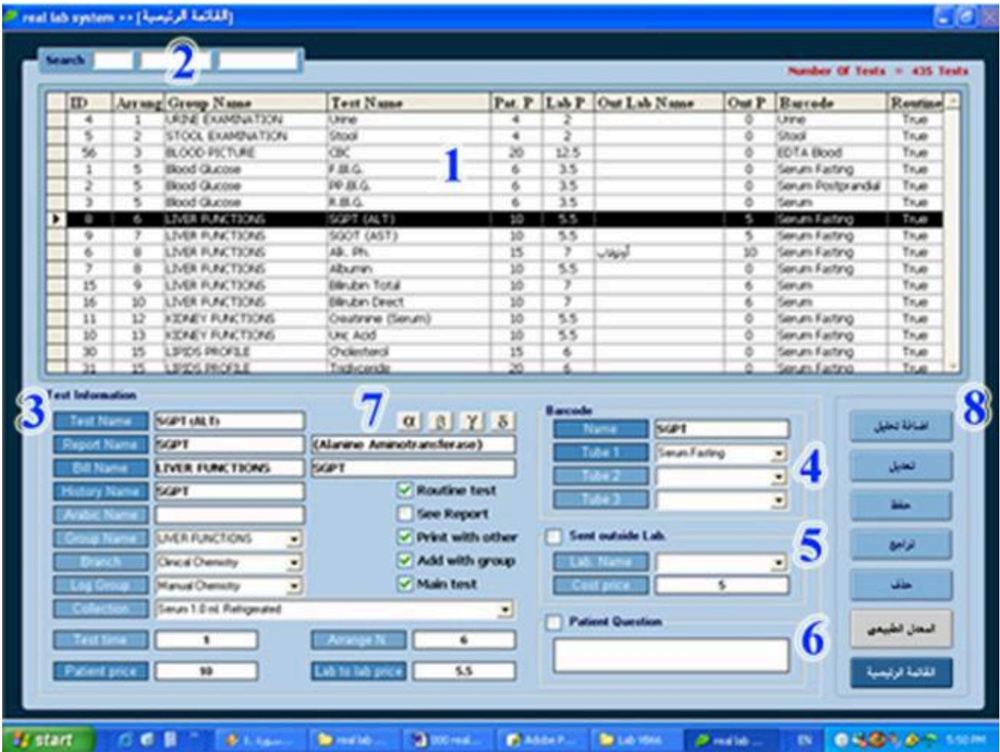 real lab system >> [القائمة الرئيسية]
Search 2
Number Of Tests = 435 Tests
ID Arrang Group Name Test Name Pat. P Lab P Out Lab Name Out P Barcode Routine
4 1 URINE EXAMINATION Urine 4 2 0 Urine True
5 2 STOOL EXAMINATION Stool 4 2 0 Stool True
56 3 BLOOD PICTURE CBC 20 12.5 0 EDTA Blood True
1 5 Blood Glucose F.Bl.G. 6 3.5 0 Serum Fasting True
1
2 5 Blood Glucose PP.Bl.G. 6 3.5 0 Serum Postprandial True
3 5 Blood Glucose R.Bl.G. 6 3.5 0 Serum True
8 6 LIVER FUNCTIONS SGPT (ALT) 10 5.5 5 Serum Fasting True
9 7 LIVER FUNCTIONS SGOT (AST) 10 5.5 5 Serum Fasting True
6 8 LIVER FUNCTIONS Alk. Ph. 15 7 10 Serum Fasting True
7 8 LIVER FUNCTIONS Albumin 10 5.5 0 Serum Fasting True
15 9 LIVER FUNCTIONS Bilirubin Total 10 7 6 Serum True
16 10 LIVER FUNCTIONS Bilirubin Direct 10 7 6 Serum True
11 12 KIDNEY FUNCTIONS Creatinine (Serum) 10 5.5 0 Serum Fasting True
10 13 KIDNEY FUNCTIONS Uric Acid 10 5.5 0 Serum Fasting True
30 15 LIPIDS PROFILE Cholesterol 15 6 0 Serum Fasting True
31 15 LIPIDS PROFILE Triglyceride 20 6 0 Serum Fasting True
3 Test Information
7 α β γ δ
Test Name SGPT (ALT)
Report Name SGPT (Alanine Aminotransferase)
Bill Name LIVER FUNCTIONS SGPT
History Name SGPT
Routine test
Arabic Name
See Report
Group Name LIVER FUNCTIONS
Print with other
Branch Clinical Chemistry
Add with group
Log Group Manual Chemistry
Main test
Collection Serum 1.0 ml. Refrigerated
Test time 1 Arrange N. 6
Patient price 10 Lab to lab price 5.5
Barcode
Name SGPT
Tube 1 Serum Fasting
Tube 2 4
Tube 3
Sent outside Lab. 5
Lab. Name
Cost price 5
Patient Question 6
8
اضافة تحليل
تعديل
حفظ
تراجع
حذف
المعدل الطبيعى
القائمة الرئيسية
start real lab ... 000 real... Adobe P... Lab V866 real lab ... EN 5:50 PM